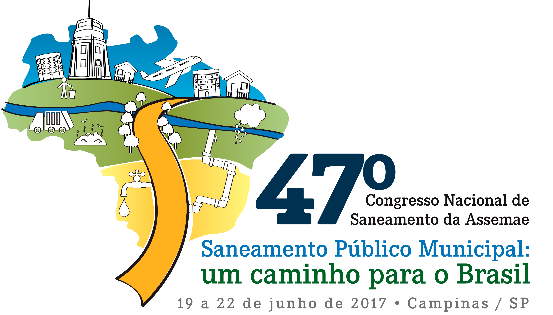 47º
Congresso Nacional de
Saneamento da Assemae
Saneamento Público Municipal:
um caminho para o Brasil
19 a 22 de junho de 2017 • Campinas / SP